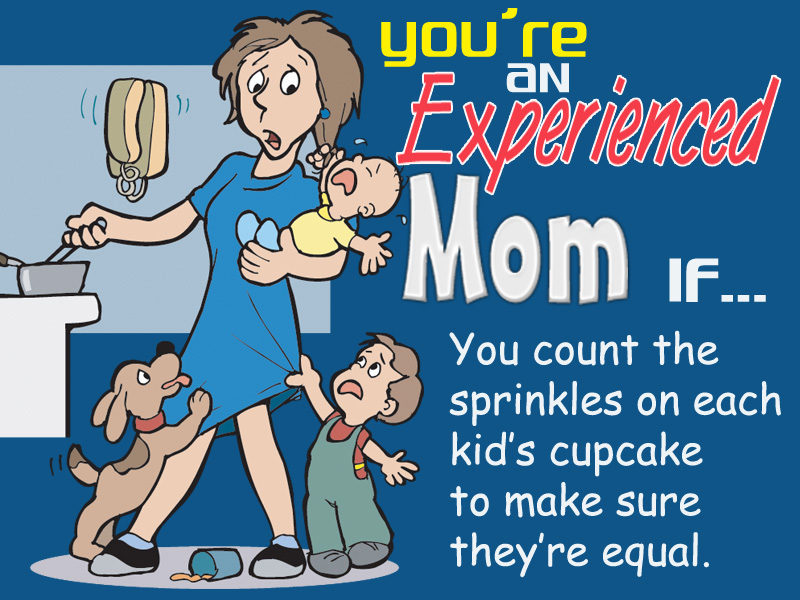 you're
an
Experienced
Mom
If...
You count the
sprinkles on each
kid's cupcake
to make sure
they're equal.